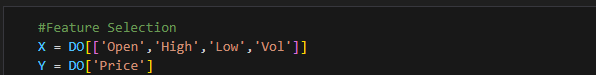 #Feature Selection
X = DO[['Open','High','Low','Vol']]
Y = DO['Price']